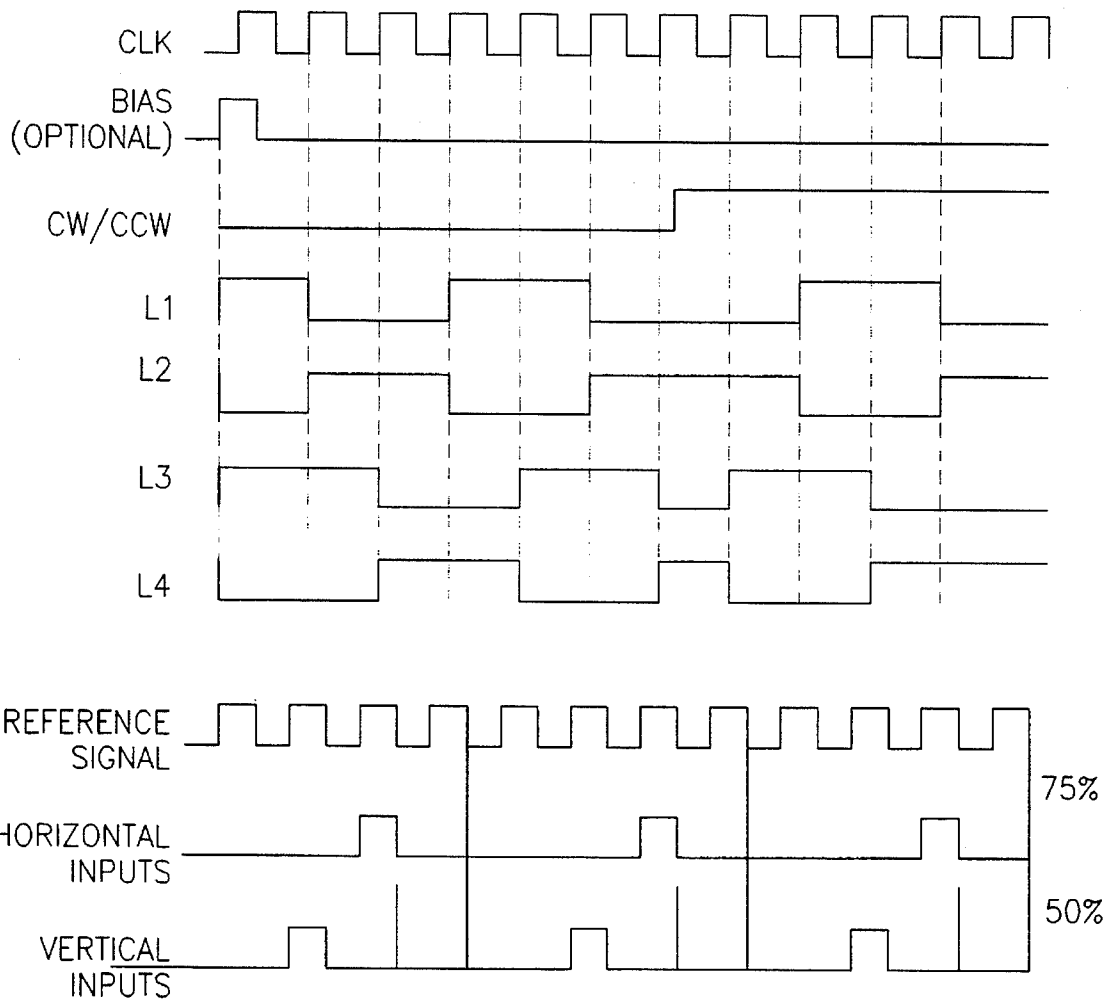 CLK
BIAS
(OPTIONAL)
CW/CCW
L1
L2
L3
L4
REFERENCE
SIGNAL
75%
HORIZONTAL
INPUTS
50%
VERTICAL
INPUTS